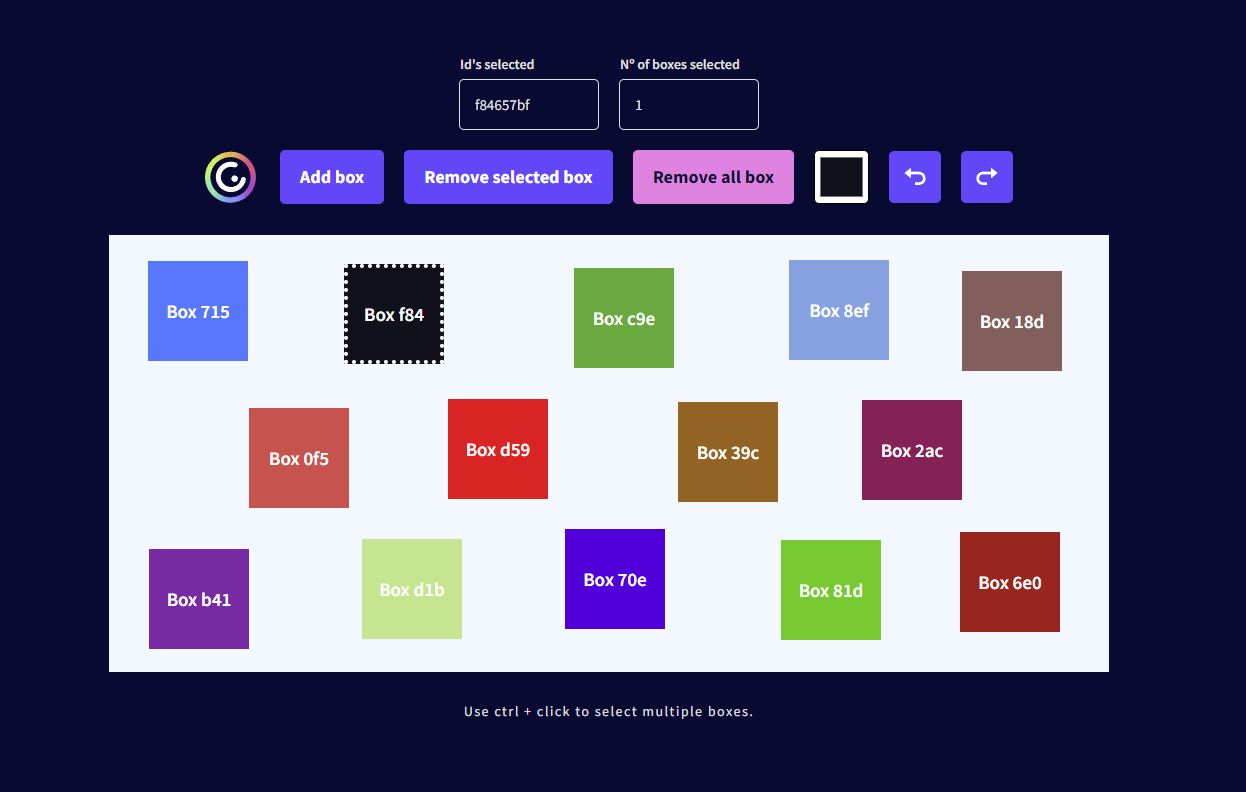 Id's selected
Nº of boxes selected
f84657bf
1
Add box
Remove selected box
Remove all box
Box 715
Box f84
Box c9e
Box 8ef
Box 18d
Box 0f5
Box d59
Box 39c
Box 2ac
Box b41
Box d1b
Box 70e
Box 81d
Box 6e0
Use ctrl + click to select multiple boxes.